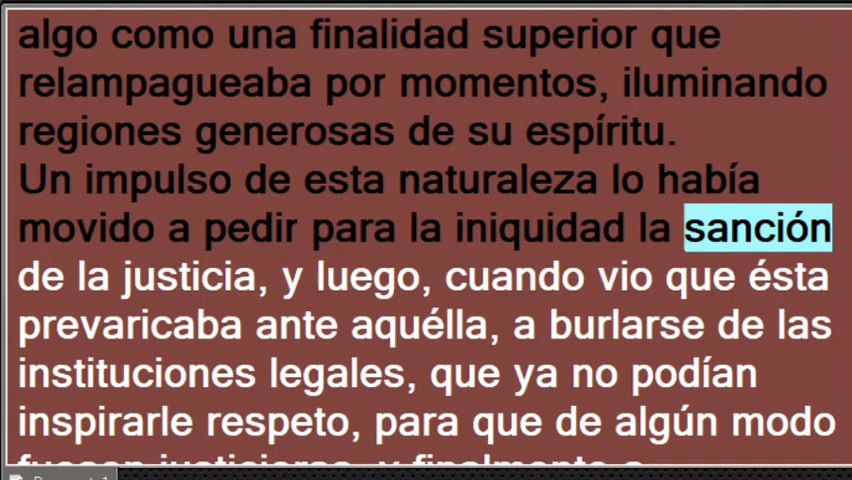 algo como una finalidad superior que
relampagueaba por momentos, iluminando
regiones generosas de su espíritu.
Un impulso de esta naturaleza lo había
movido a pedir para la iniquidad la sanción
de la justicia, y luego, cuando vio que ésta
prevaricaba ante aquélla, a burlarse de las
instituciones legales, que ya no podían
inspirarle respeto, para que de algún modo